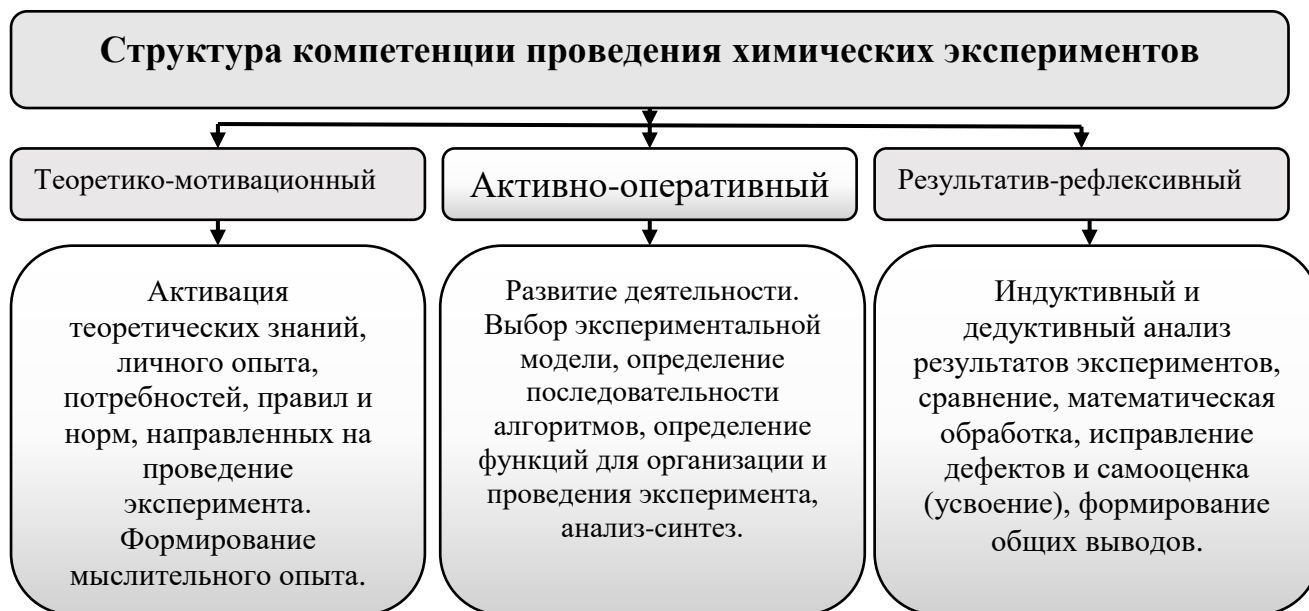 Структура компетенции проведения химических экспериментов
Теоретико-мотивационный
Активно-оперативный
Результатив-рефлексивный
Активация
теоретических знаний,
личного опыта,
потребностей, правил и
норм, направленных на
проведение
эксперимента.
Формирование
мыслительного опыта.
Развитие деятельности.
Выбор экспериментальной
модели, определение
последовательности
алгоритмов, определение
функций для организации и
проведения эксперимента,
анализ-синтез.
Индуктивный и
дедуктивный анализ
результатов экспериментов,
сравнение, математическая
обработка, исправление
дефектов и самооценка
(усвоение), формирование
общих выводов.